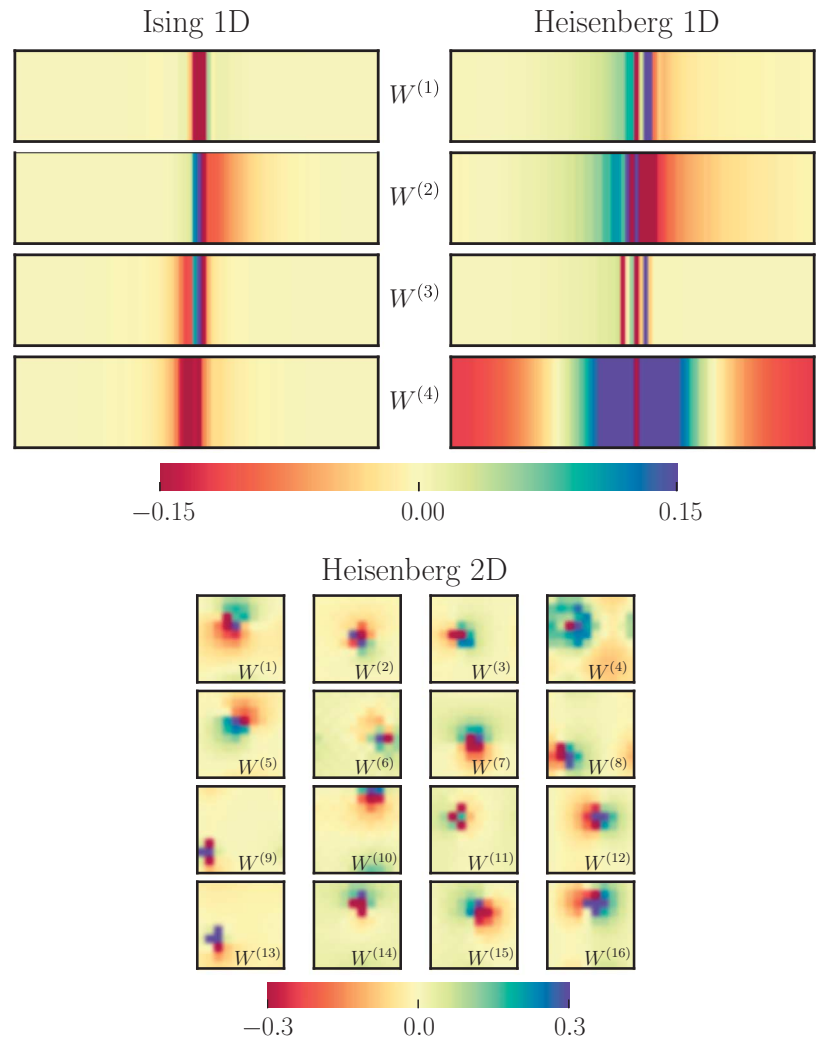 Ising 1D Heisenberg 1D
W^(1)
W^(2)
W^(3)
W^(4)
−0.15 0.00 0.15
Heisenberg 2D
W^(1) W^(2) W^(3) W^(4)
W^(5) W^(6) W^(7) W^(8)
W^(9) W^(10) W^(11) W^(12)
W^(13) W^(14) W^(15) W^(16)
−0.3 0.0 0.3